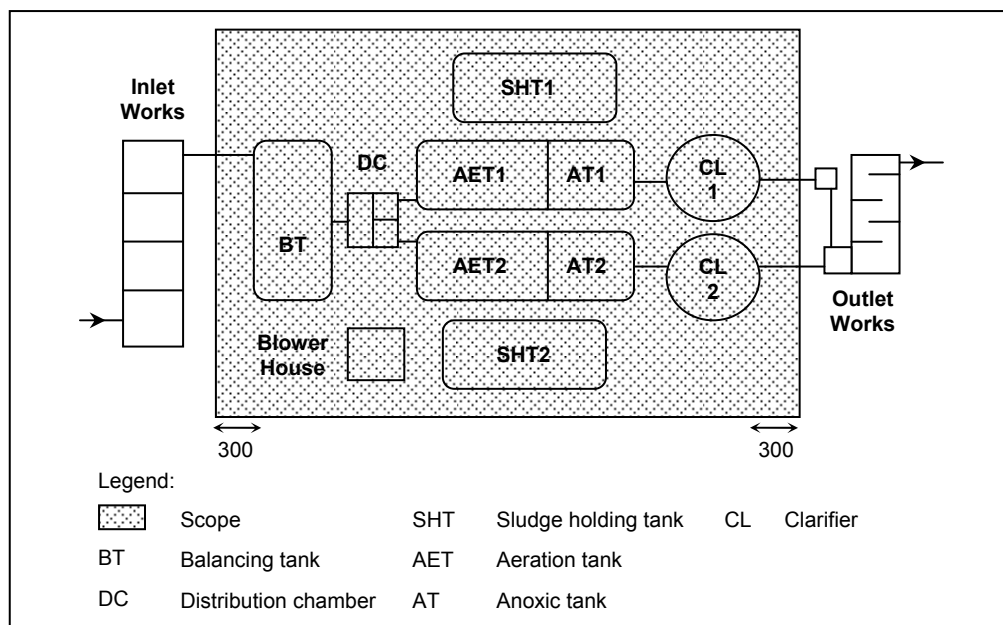 Inlet
Works
SHT1
DC
AET1
AT1
CL
1
BT
AET2
AT2
CL
2
Outlet
Works
Blower
House
SHT2
300
300
Legend:
Scope SHT Sludge holding tank CL Clarifier
BT Balancing tank AET Aeration tank
DC Distribution chamber AT Anoxic tank